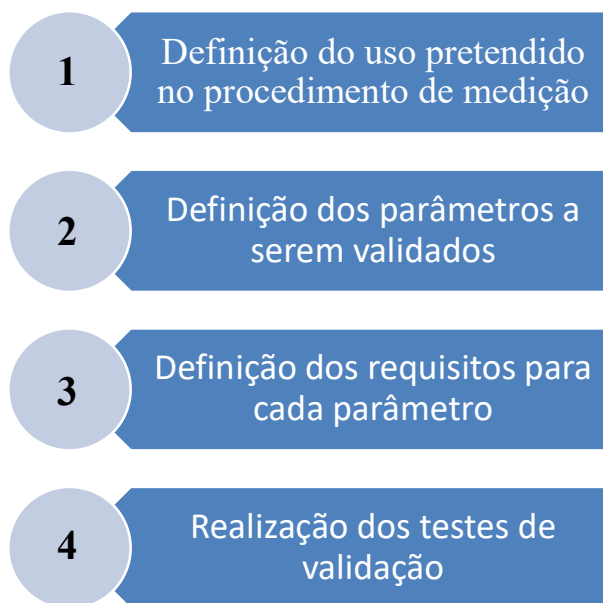 1
Definição do uso pretendido
no procedimento de medição
2
Definição dos parâmetros a
serem validados
3
Definição dos requisitos para
cada parâmetro
4
Realização dos testes de
validação